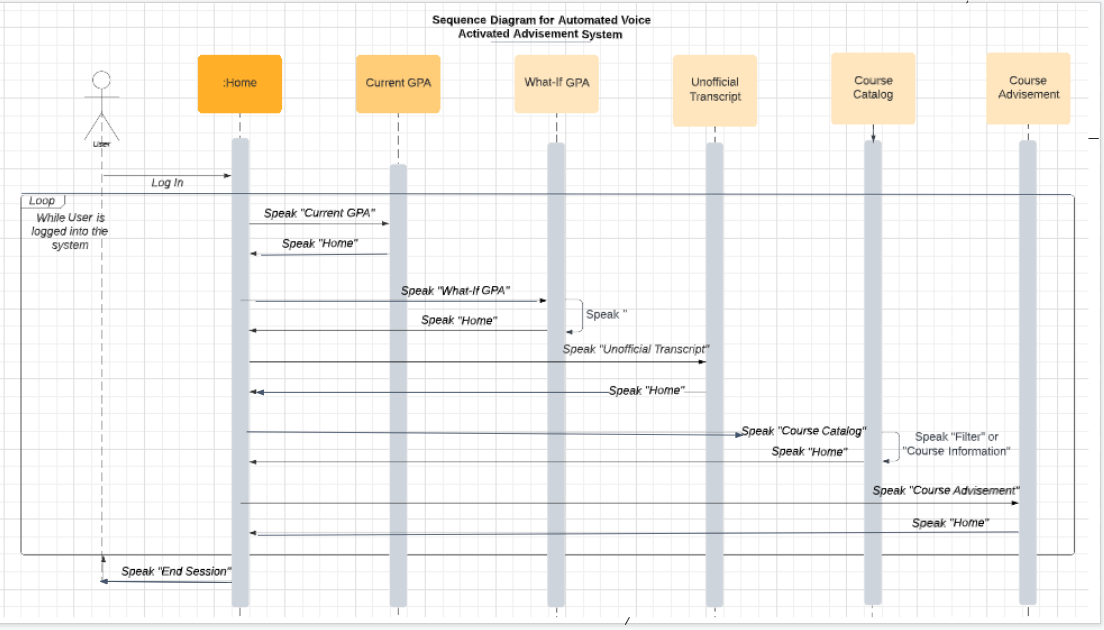 Sequence Diagram for Automated Voice
Activated Advisement System
:Home
Current GPA
What-If GPA
Unofficial
Transcript
Course
Catalog
Course
Advisement
User
Log In
Loop
While User is
logged into the
system
Speak "Current GPA"
Speak "Home"
Speak "What-If GPA"
Speak "
Speak "Home"
Speak "Unofficial Transcript"
Speak "Home"
Speak "Course Catalog"
Speak "Filter" or
"Course Information"
Speak "Home"
Speak "Course Advisement"
Speak "Home"
Speak "End Session"